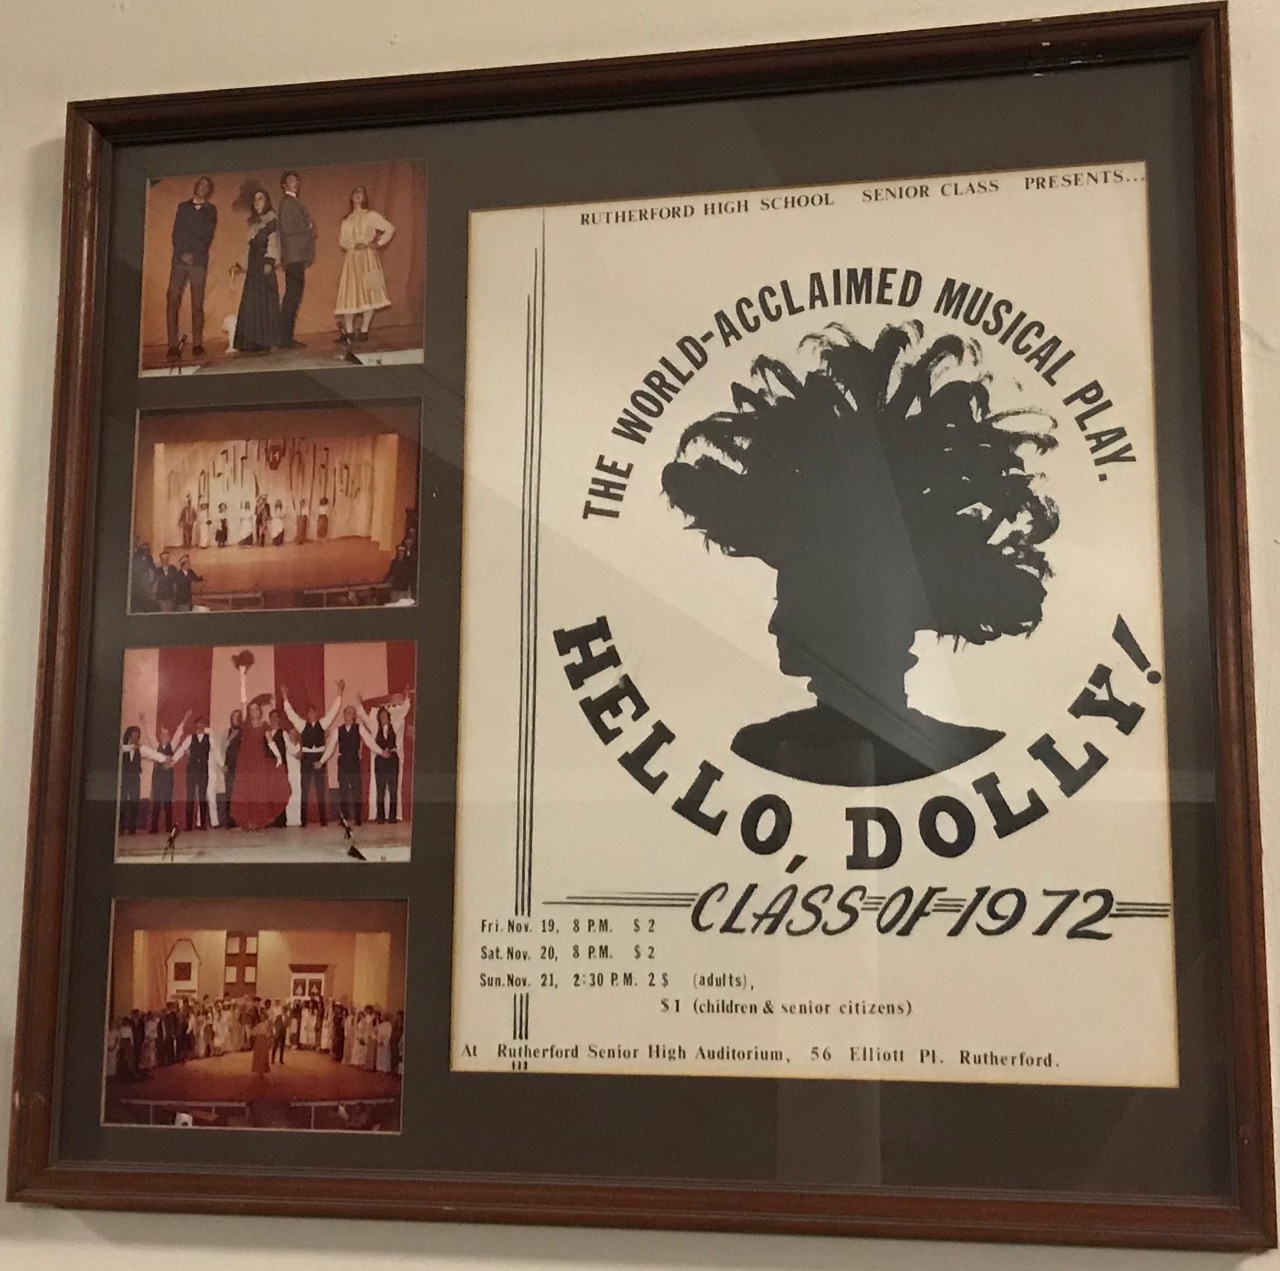 RUTHERFORD HIGH SCHOOL SENIOR CLASS PRESENTS...
THE WORLD-ACCLAIMED MUSICAL PLAY.
HELLO, DOLLY!
CLASS OF 1972
Fri. Nov. 19, 8 P.M. $ 2
Sat. Nov. 20, 8 P.M. $ 2
Sun. Nov. 21, 2:30 P.M. 2 $ (adults),
$ 1 (children & senior citizens)
At Rutherford Senior High Auditorium, 56 Elliott Pl. Rutherford.